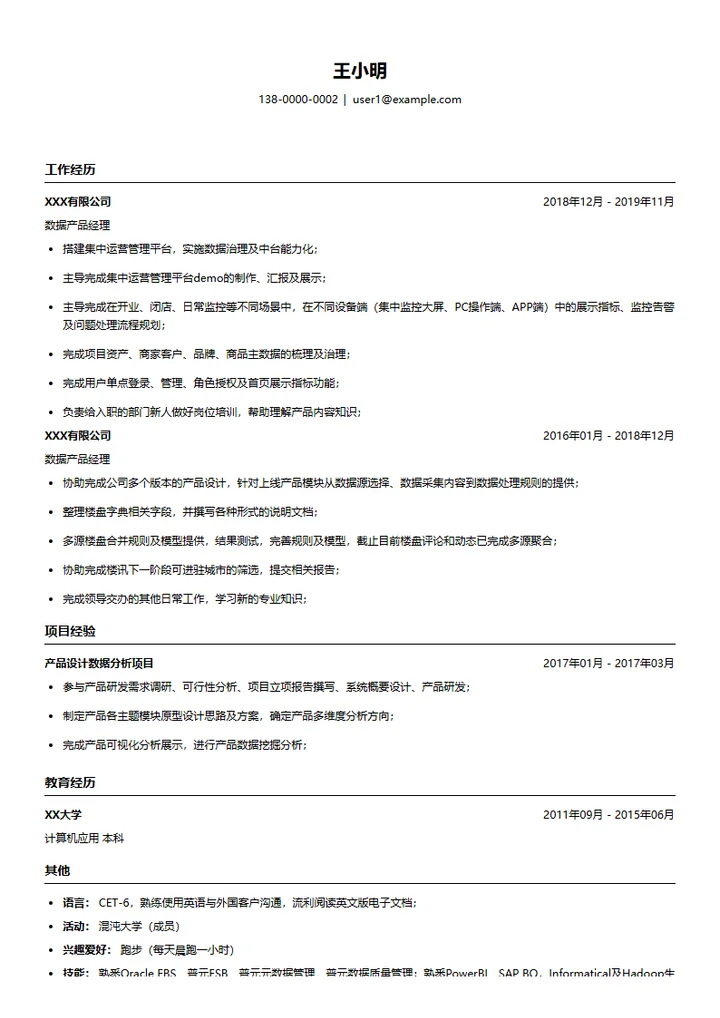 王小明
138-0000-0002 | user1@example.com
工作经历
XXX有限公司 2018年12月 - 2019年11月
数据产品经理
• 搭建集中运营管理平台，实施数据治理及中台能力化；
• 主导完成集中运营管理平台demo的制作、汇报及展示；
• 主导完成在开业、闭店、日常监控等不同场景中，在不同设备端（集中监控大屏、PC操作端、APP端）中的展示指标、监控告警
及问题处理流程规划；
• 完成项目资产、商家客户、品牌、商品主数据的梳理及治理；
• 完成用户单点登录、管理、角色授权及首页展示指标功能；
• 负责给入职的部门新人做好岗位培训，帮助理解产品内容知识；
XXX有限公司 2016年01月 - 2018年12月
数据产品经理
• 协助完成公司多个版本的产品设计，针对上线产品模块从数据源选择、数据采集内容到数据处理规则的提供；
• 整理楼盘字典相关字段，并撰写各种形式的说明文档；
• 多源楼盘合并规则及模型提供，结果测试，完善规则及模型，截止目前楼盘评论和动态已完成多源聚合；
• 协助完成楼讯下一阶段可进驻城市的筛选，提交相关报告；
• 完成领导交办的其他日常工作，学习新的专业知识；
项目经验
产品设计数据分析项目 2017年01月 - 2017年03月
• 参与产品研发需求调研、可行性分析、项目立项报告撰写、系统概要设计、产品研发；
• 制定产品各主题模块原型设计思路及方案，确定产品多维度分析方向；
• 完成产品可视化分析展示，进行产品数据挖掘分析；
教育经历
XX大学 2011年09月 - 2015年06月
计算机应用 本科
其他
• 语言： CET-6，熟练使用英语与外国客户沟通，流利阅读英文版电子文档；
• 活动： 混沌大学（成员）
• 兴趣爱好： 跑步（每天晨跑一小时）
• 技能： 熟悉Oracle EBS、普元ESB、普元元数据管理、普元数据质量管理；熟悉PowerBI、SAP BO，Informatical及Hadoop生